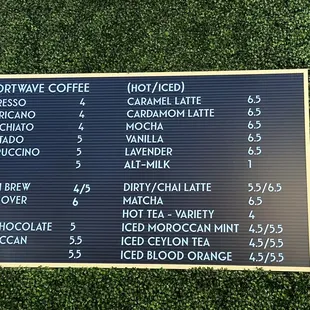 ORTWAVE COFFEE (HOT/ICED)
RESSO 4 CARAMEL LATTE 6.5
RICANO 4 CARDAMOM LATTE 6.5
CHIATO 4 MOCHA 6.5
TADO 5 VANILLA 6.5
PUCCINO 5 LAVENDER 6.5
5 ALT-MILK 1
BREW 4/5 DIRTY/CHAI LATTE 5.5/6.5
OVER 6 MATCHA 6.5
HOT TEA - VARIETY 4
CHOCOLATE 5 ICED MOROCCAN MINT 4.5/5.5
CCAN 5.5 ICED CEYLON TEA 4.5/5.5
5.5 ICED BLOOD ORANGE 4.5/5.5